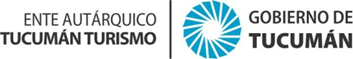 ENTE AUTÁRQUICO
TUCUMÁN TURISMO
GOBIERNO DE
TUCUMÁN